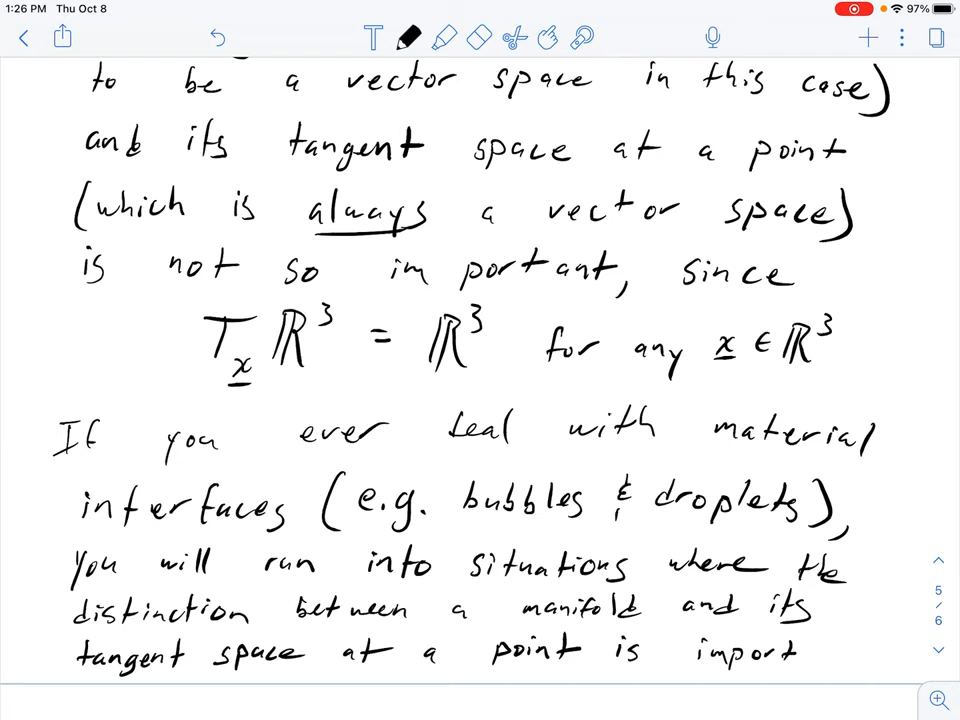 1:26 PM Thu Oct 8
97%
to be a vector space in this case)
and its tangent space at a point
(which is always a vector space)
is not so important, since
T_x ℝ³ = ℝ³ for any x ∈ ℝ³
If you ever deal with material
interfaces (e.g. bubbles & droplets),
you will run into situations where the
distinction between a manifold and its
tangent space at a point is import
5
/
6